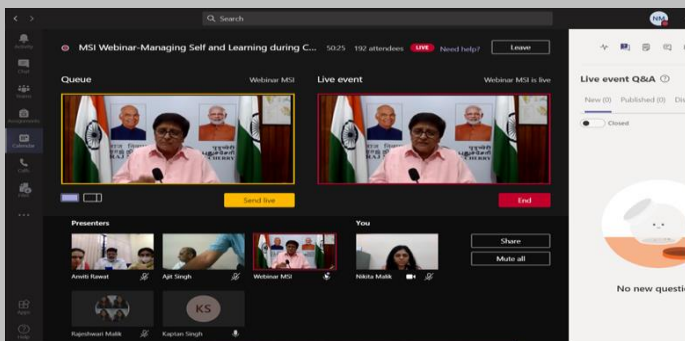 Search
NM
Activity
Chat
Teams
Assignments
Calendar
Calls
Files
Apps
Help
MSI Webinar-Managing Self and Learning during C... 50:25 192 attendees LIVE Need help? Leave
Queue Webinar MSI
Live event Webinar MSI is live
Send live
End
Presenters
You
Amrit Rawat
Ajit Singh
Webinar MSI
Nikita Malik
Share
Mute all
KS
Rajeshwari Malik
Kaptan Singh
Live event Q&A
New (0) Published (0) Dis
Closed
No new questi